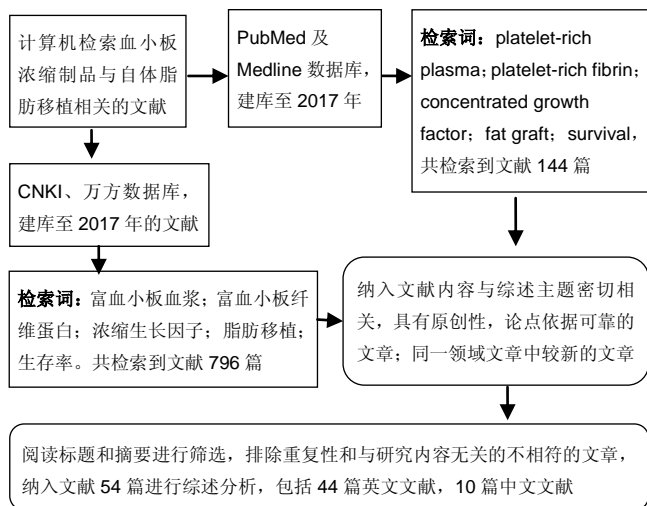 计算机检索血小板
浓缩制品与自体脂
肪移植相关的文献
PubMed 及
Medline 数据库，
建库至 2017 年
检索词：platelet-rich
plasma；platelet-rich fibrin；
concentrated growth
factor；fat graft；survival，
共检索到文献 144 篇
CNKI、万方数据库，
建库至 2017 年的文献
检索词：富血小板血浆；富血小板纤
维蛋白；浓缩生长因子；脂肪移植；
生存率。共检索到文献 796 篇
纳入文献内容与综述主题密切相
关，具有原创性，论点依据可靠的
文章；同一领域文章中较新的文章
阅读标题和摘要进行筛选，排除重复性和与研究内容无关的不相符的文章，
纳入文献 54 篇进行综述分析，包括 44 篇英文文献，10 篇中文文献